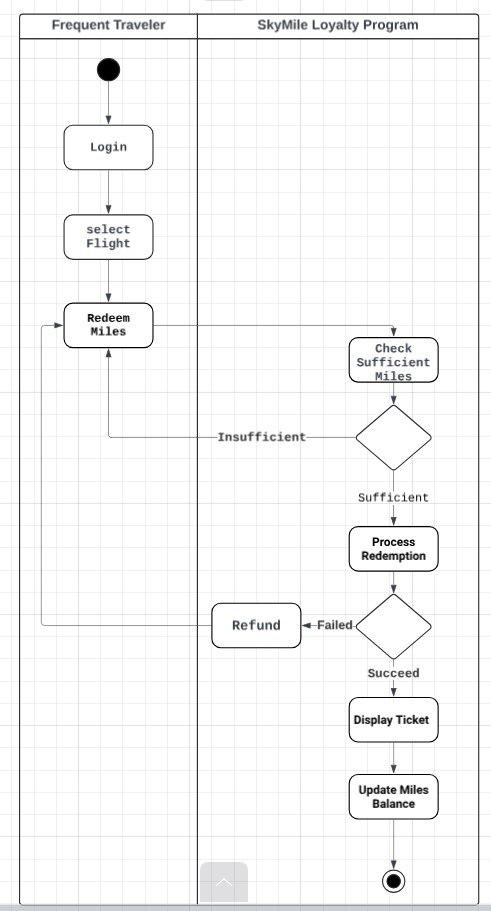 Frequent Traveler
SkyMile Loyalty Program
Login
select
Flight
Redeem
Miles
Check
Sufficient
Miles
Insufficient
Sufficient
Process
Redemption
Refund
Failed
Succeed
Display Ticket
Update Miles
Balance